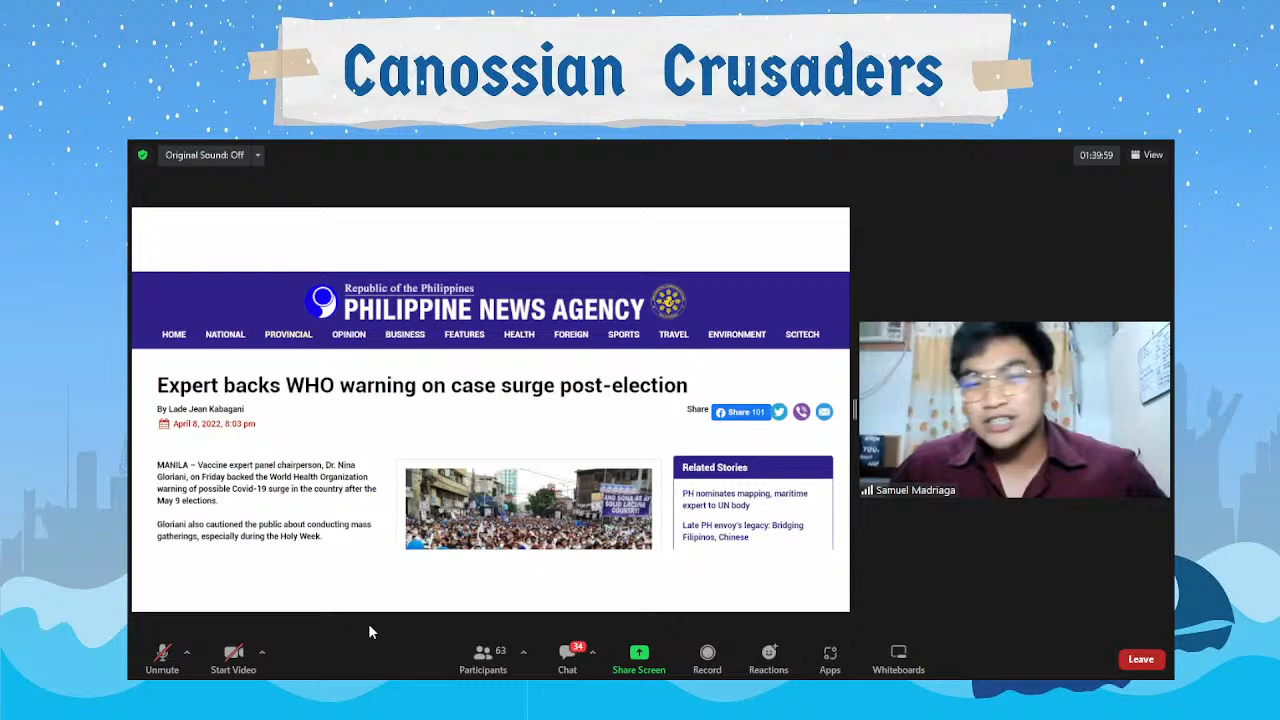 Canossian Crusaders
Original Sound: Off
01:39:59
View
Republic of the Philippines
PHILIPPINE NEWS AGENCY
HOME NATIONAL PROVINCIAL OPINION BUSINESS FEATURES HEALTH FOREIGN SPORTS TRAVEL ENVIRONMENT SCITECH
Expert backs WHO warning on case surge post-election
By Lade Jean Kabagani
April 8, 2022, 8:03 pm
Share
Share 101
MANILA – Vaccine expert panel chairperson, Dr. Nina
Gloriani, on Friday backed the World Health Organization
warning of possible Covid-19 surge in the country after the
May 9 elections.
Gloriani also cautioned the public about conducting mass
gatherings, especially during the Holy Week.
SOLID LAGUNA
COUNTRY!
Related Stories
PH nominates mapping, maritime
expert to UN body
Late PH envoy's legacy: Bridging
Filipinos, Chinese
YOU,
Samuel Madriaga
Unmute
Start Video
63
Participants
34
Chat
Share Screen
Record
Reactions
Apps
Whiteboards
Leave